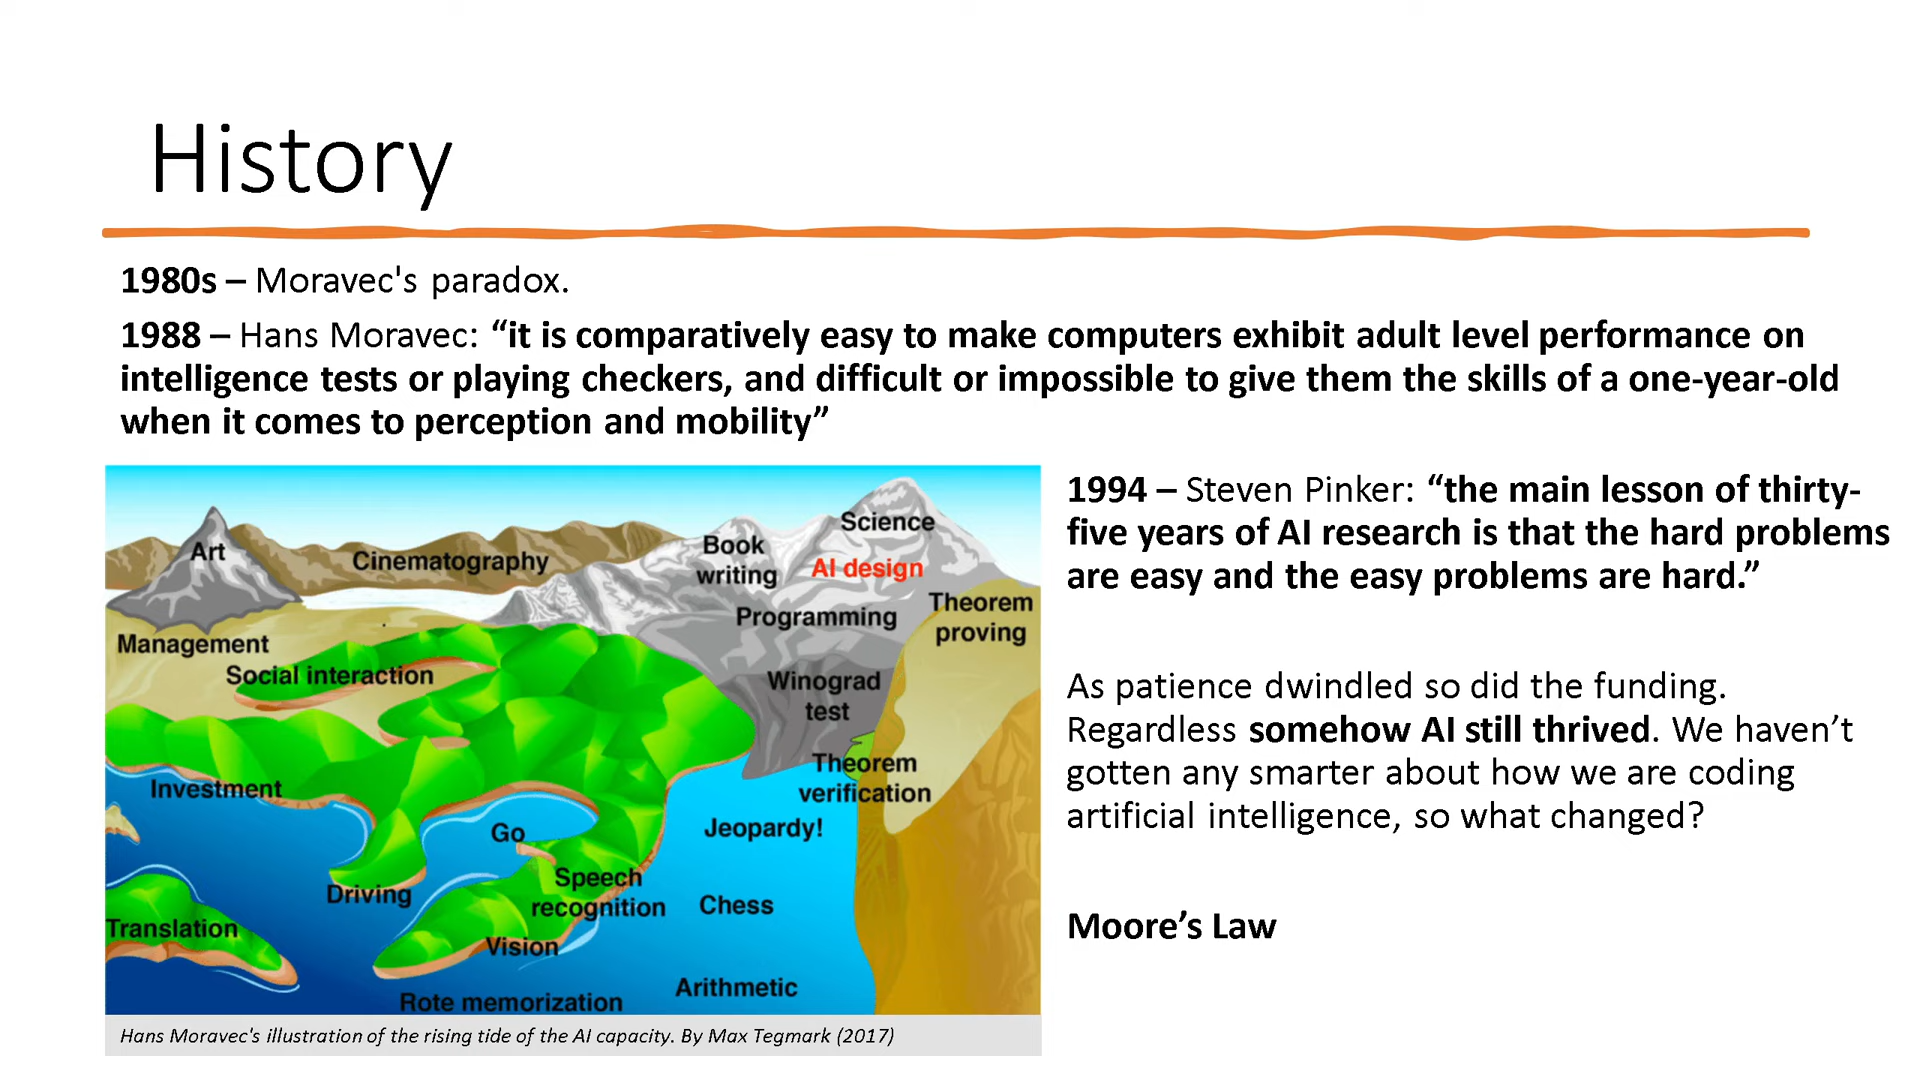 History
1980s – Moravec's paradox.
1988 – Hans Moravec: “it is comparatively easy to make computers exhibit adult level performance on
intelligence tests or playing checkers, and difficult or impossible to give them the skills of a one-year-old
when it comes to perception and mobility”
Science
Art
Cinematography
Book
writing
AI design
Theorem
proving
Programming
Management
Social interaction
Winograd
test
Theorem
verification
Investment
Jeopardy!
Go
Speech
recognition
Driving
Chess
Translation
Vision
Arithmetic
Rote memorization
Hans Moravec's illustration of the rising tide of the AI capacity. By Max Tegmark (2017)
1994 – Steven Pinker: “the main lesson of thirty-
five years of AI research is that the hard problems
are easy and the easy problems are hard.”
As patience dwindled so did the funding.
Regardless somehow AI still thrived. We haven’t
gotten any smarter about how we are coding
artificial intelligence, so what changed?
Moore’s Law